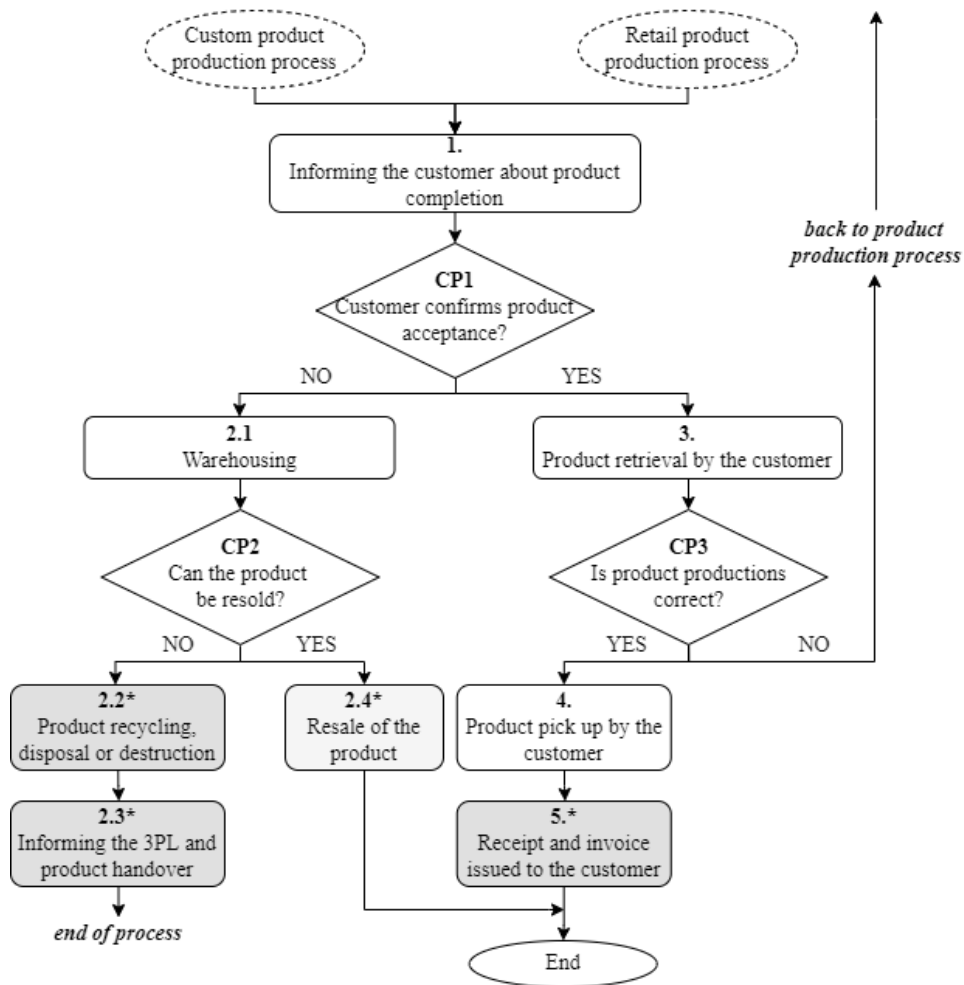 Custom product
production process
Retail product
production process
1.
Informing the customer about product
completion
back to product
production process
CP1
Customer confirms product
acceptance?
NO
YES
2.1
Warehousing
3.
Product retrieval by the customer
CP2
Can the product
be resold?
CP3
Is product productions
correct?
NO
YES
YES
NO
2.2*
Product recycling,
disposal or destruction
2.4*
Resale of the
product
4.
Product pick up by the
customer
2.3*
Informing the 3PL and
product handover
5.*
Receipt and invoice
issued to the customer
end of process
End